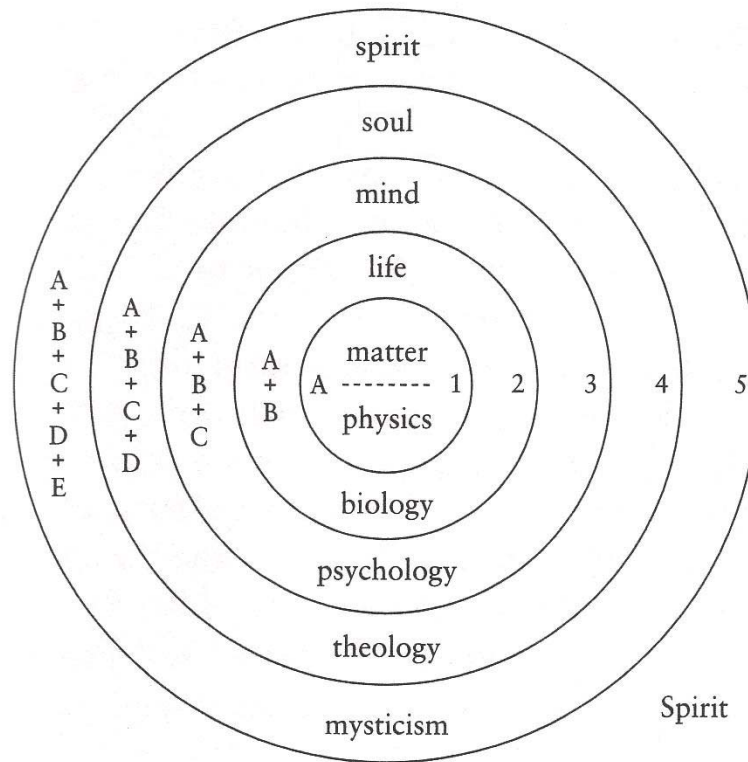 spirit
soul
mind
life
matter
A --------- 1
physics
biology
psychology
theology
mysticism
A
+
B
+
C
+
D
+
E
A
+
B
+
C
+
D
A
+
B
+
C
A
+
B
2
3
4
5
Spirit